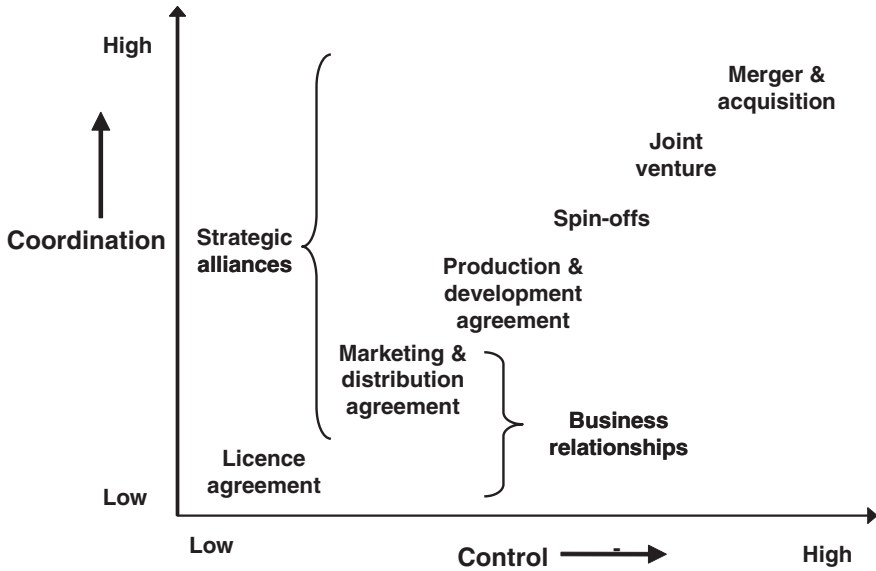 High
Merger &
acquisition
Joint
venture
Spin-offs
Coordination
Strategic
alliances
Production &
development
agreement
Marketing &
distribution
agreement
Business
relationships
Licence
agreement
Low
Low
Control
High